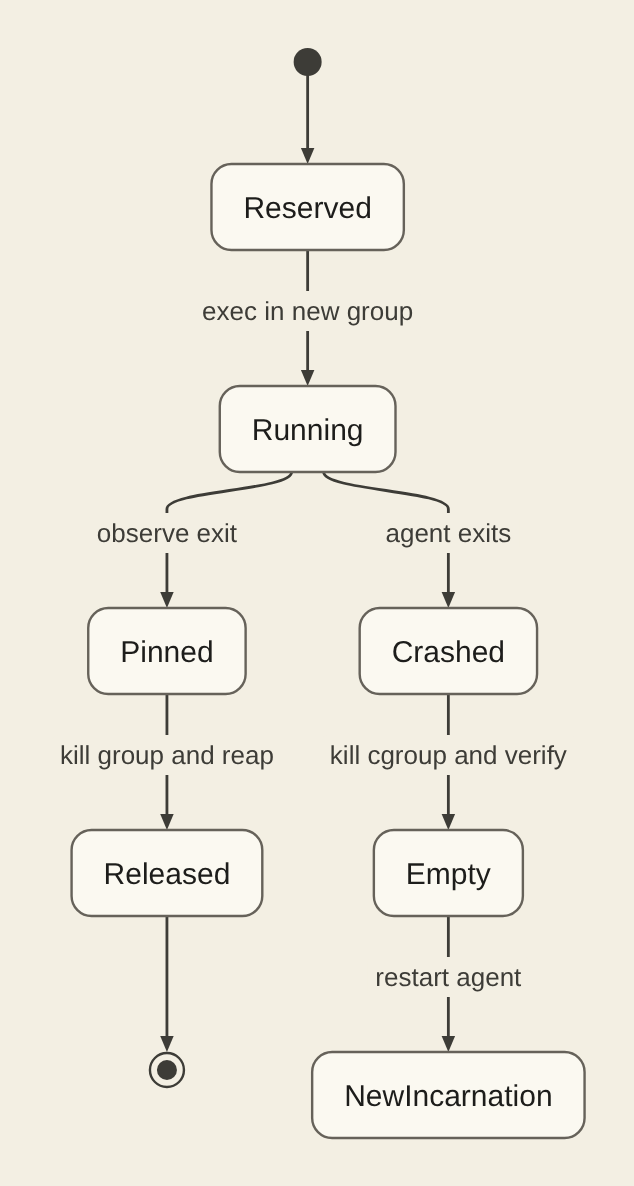 Reserved
exec in new group
Running
observe exit
agent exits
Pinned
Crashed
kill group and reap
kill cgroup and verify
Released
Empty
restart agent
NewIncarnation